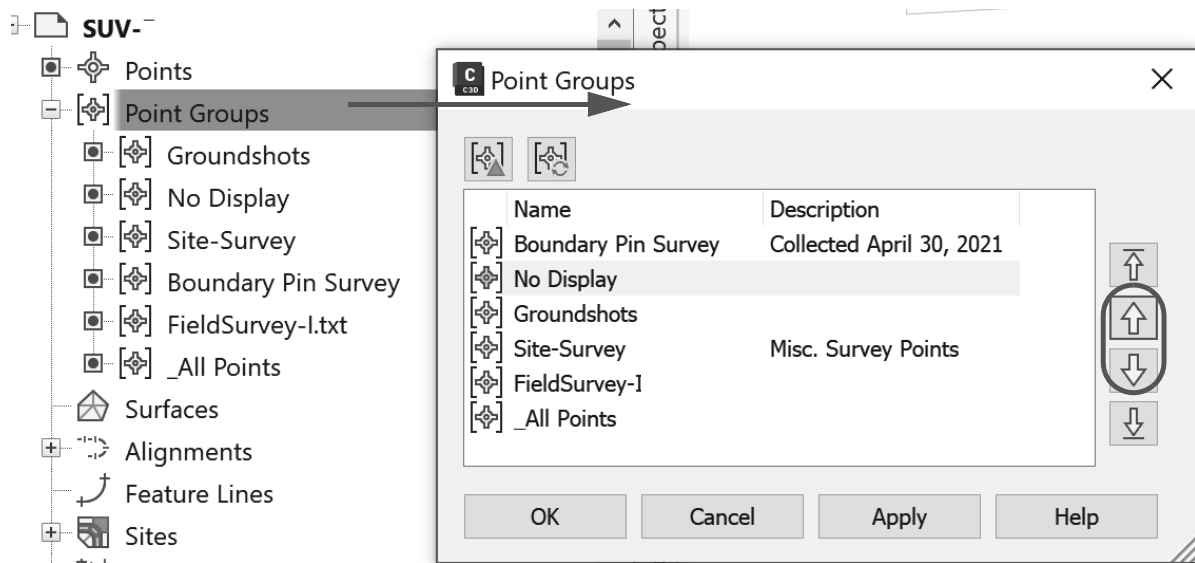 SUV-
Points
Point Groups
Groundshots
No Display
Site-Survey
Boundary Pin Survey
FieldSurvey-I.txt
_All Points
Surfaces
Alignments
Feature Lines
Sites
C
C3D
Point Groups
Name Description
Boundary Pin Survey Collected April 30, 2021
No Display
Groundshots
Site-Survey Misc. Survey Points
FieldSurvey-I
_All Points
OK Cancel Apply Help